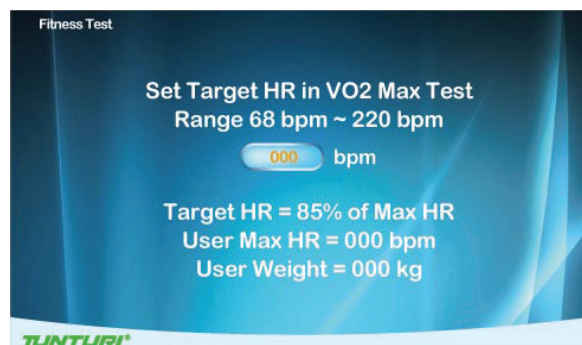 Fitness Test
Set Target HR in VO2 Max Test
Range 68 bpm ~ 220 bpm
000 bpm
Target HR = 85% of Max HR
User Max HR = 000 bpm
User Weight = 000 kg
TUNTURI®